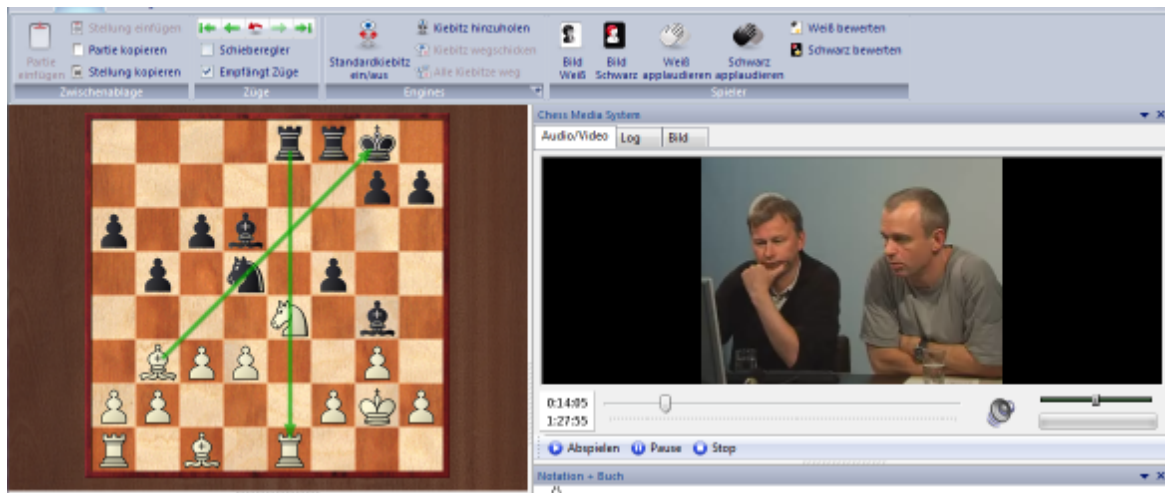 Stellung einfügen
Partie kopieren
Stellung kopieren
Partie einfügen
Zwischenablage
Schieberegler
Empfängt Züge
Züge
Standardkiebitz
ein/aus
Kiebitz hinzuholen
Kiebitz wegschicken
Alle Kiebitze weg
Engines
Bild
Weiß
Bild
Schwarz
Weiß
applaudieren
Schwarz
applaudieren
Weiß bewerten
Schwarz bewerten
Spieler
Chess Media System
Audio/Video Log Bild
0:14:05
1:27:55
Abspielen Pause Stop
Notation + Buch